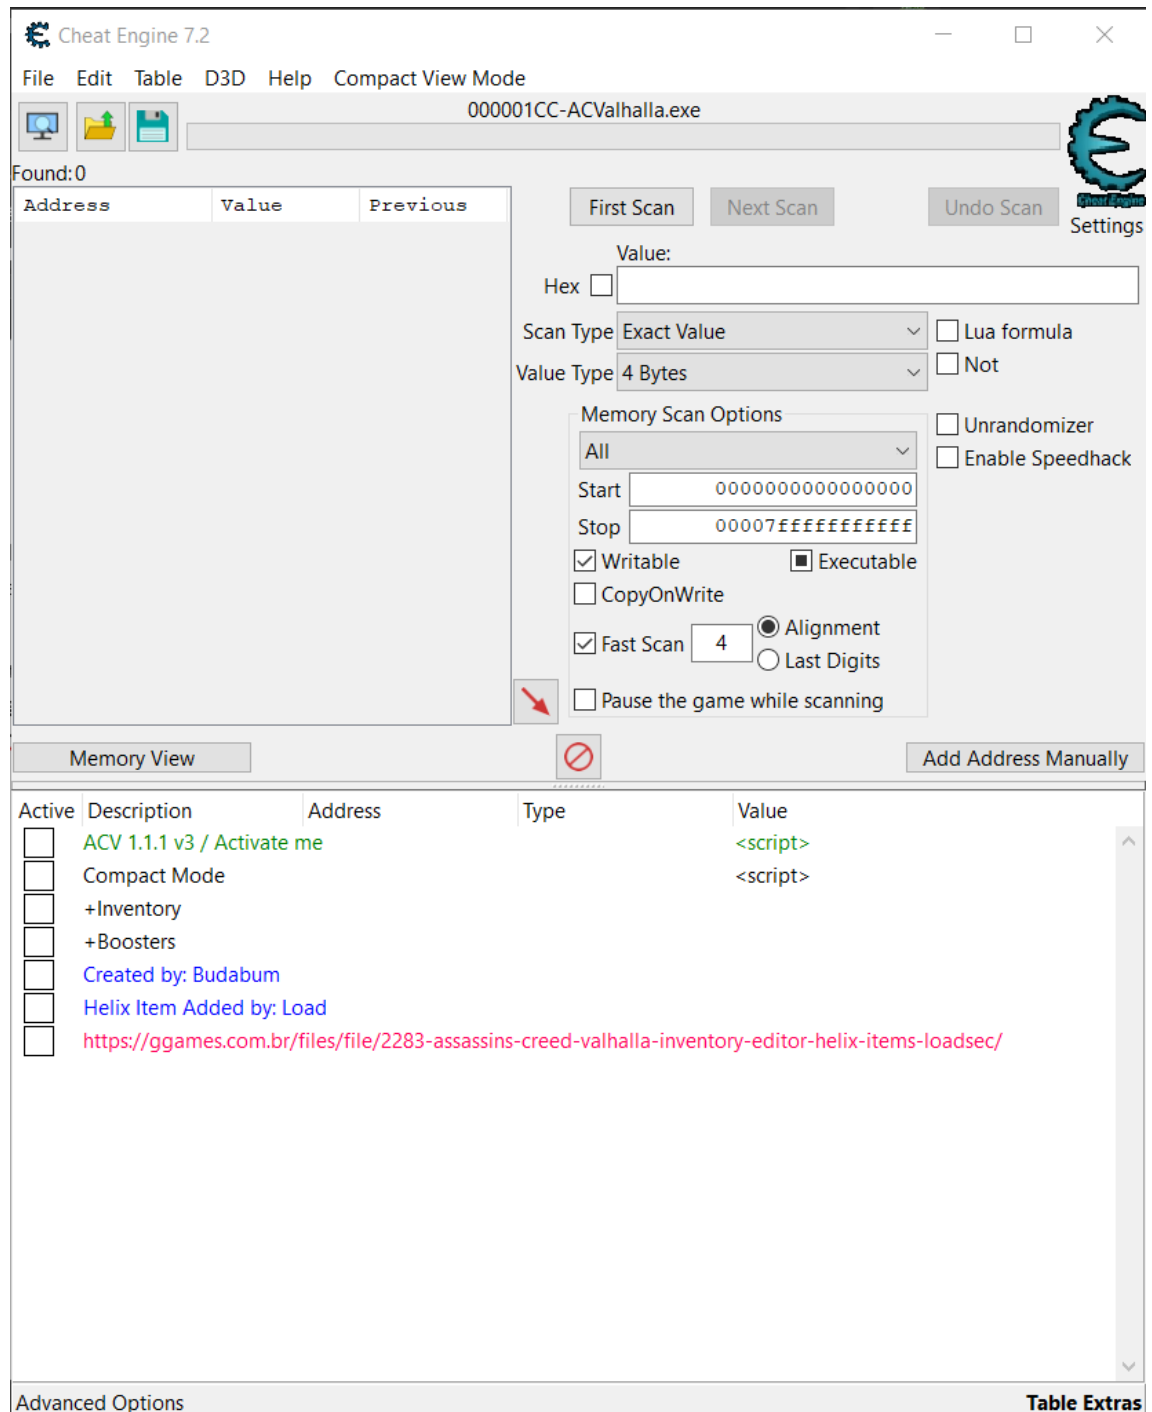 Cheat Engine 7.2
File Edit Table D3D Help Compact View Mode
000001CC-ACValhalla.exe
Found: 0
Address Value Previous
First Scan Next Scan Undo Scan
Cheat Engine
Settings
Value:
Hex
Scan Type Exact Value Lua formula
Value Type 4 Bytes Not
Memory Scan Options
All
Unrandomizer
Enable Speedhack
Start 0000000000000000
Stop 00007fffffffffff
Writable Executable
CopyOnWrite
Fast Scan 4 Alignment
Last Digits
Pause the game while scanning
Memory View Add Address Manually
Active Description Address Type Value
ACV 1.1.1 v3 / Activate me <script>
Compact Mode <script>
+Inventory
+Boosters
Created by: Budabum
Helix Item Added by: Load
https://ggames.com.br/files/file/2283-assassins-creed-valhalla-inventory-editor-helix-items-loadsec/
Advanced Options Table Extras